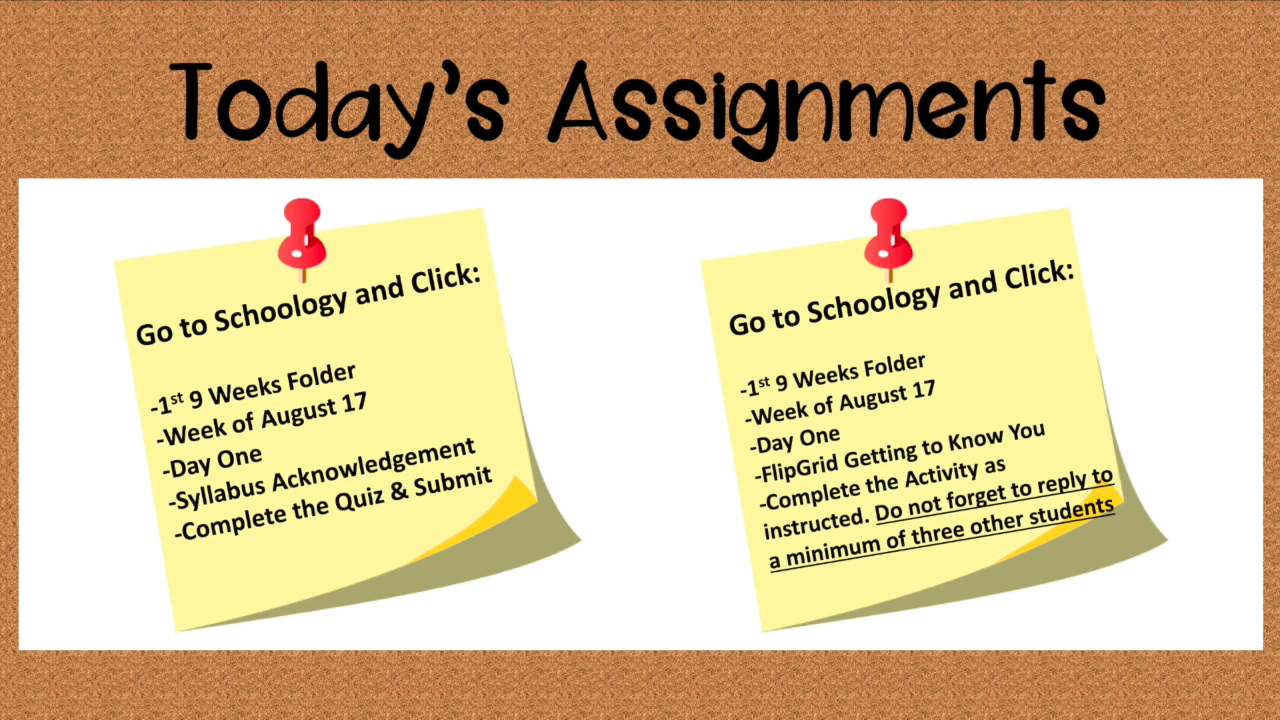 Today's Assignments
Go to Schoology and Click:
-1st 9 Weeks Folder
-Week of August 17
-Day One
-Syllabus Acknowledgement
-Complete the Quiz & Submit
Go to Schoology and Click:
-1st 9 Weeks Folder
-Week of August 17
-Day One
-FlipGrid Getting to Know You
-Complete the Activity as
instructed. Do not forget to reply to
a minimum of three other students